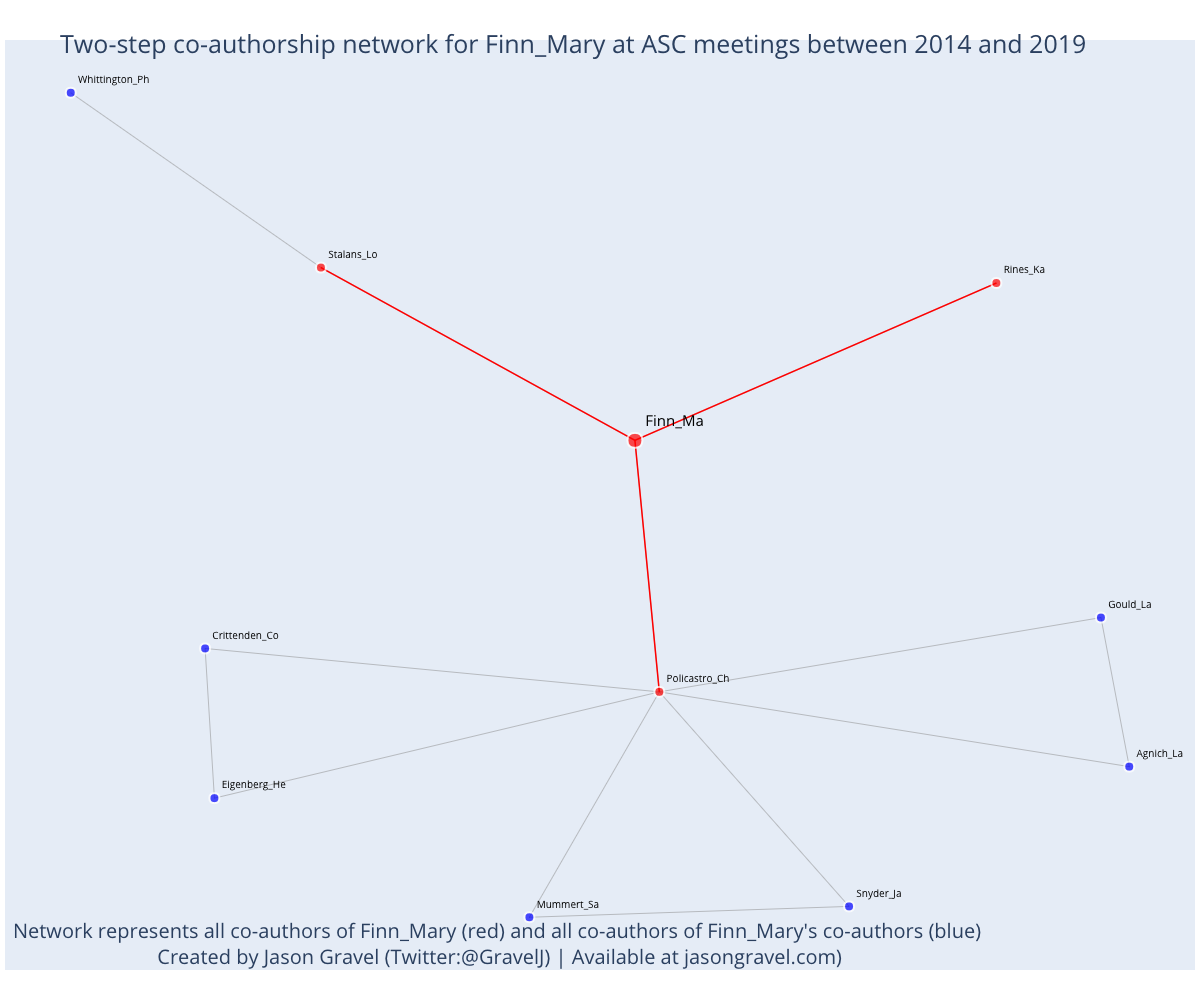 Two-step co-authorship network for Finn_Mary at ASC meetings between 2014 and 2019
Whittington_Ph
Stalans_Lo
Rines_Ka
Finn_Ma
Gould_La
Crittenden_Co
Policastro_Ch
Agnich_La
Eigenberg_He
Snyder_Ja
Mummert_Sa
Network represents all co-authors of Finn_Mary (red) and all co-authors of Finn_Mary's co-authors (blue)
Created by Jason Gravel (Twitter:@GravelJ) | Available at jasongravel.com)